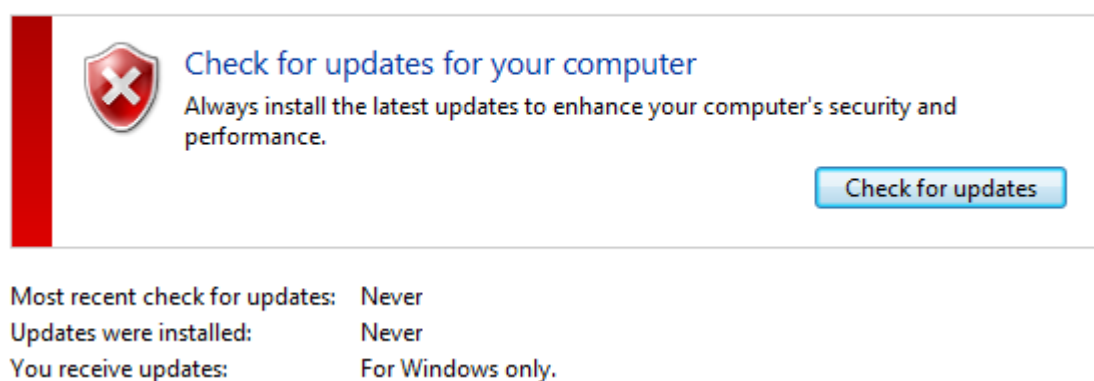 Check for updates for your computer
Always install the latest updates to enhance your computer's security and
performance.
Check for updates
Most recent check for updates: Never
Updates were installed: Never
You receive updates: For Windows only.